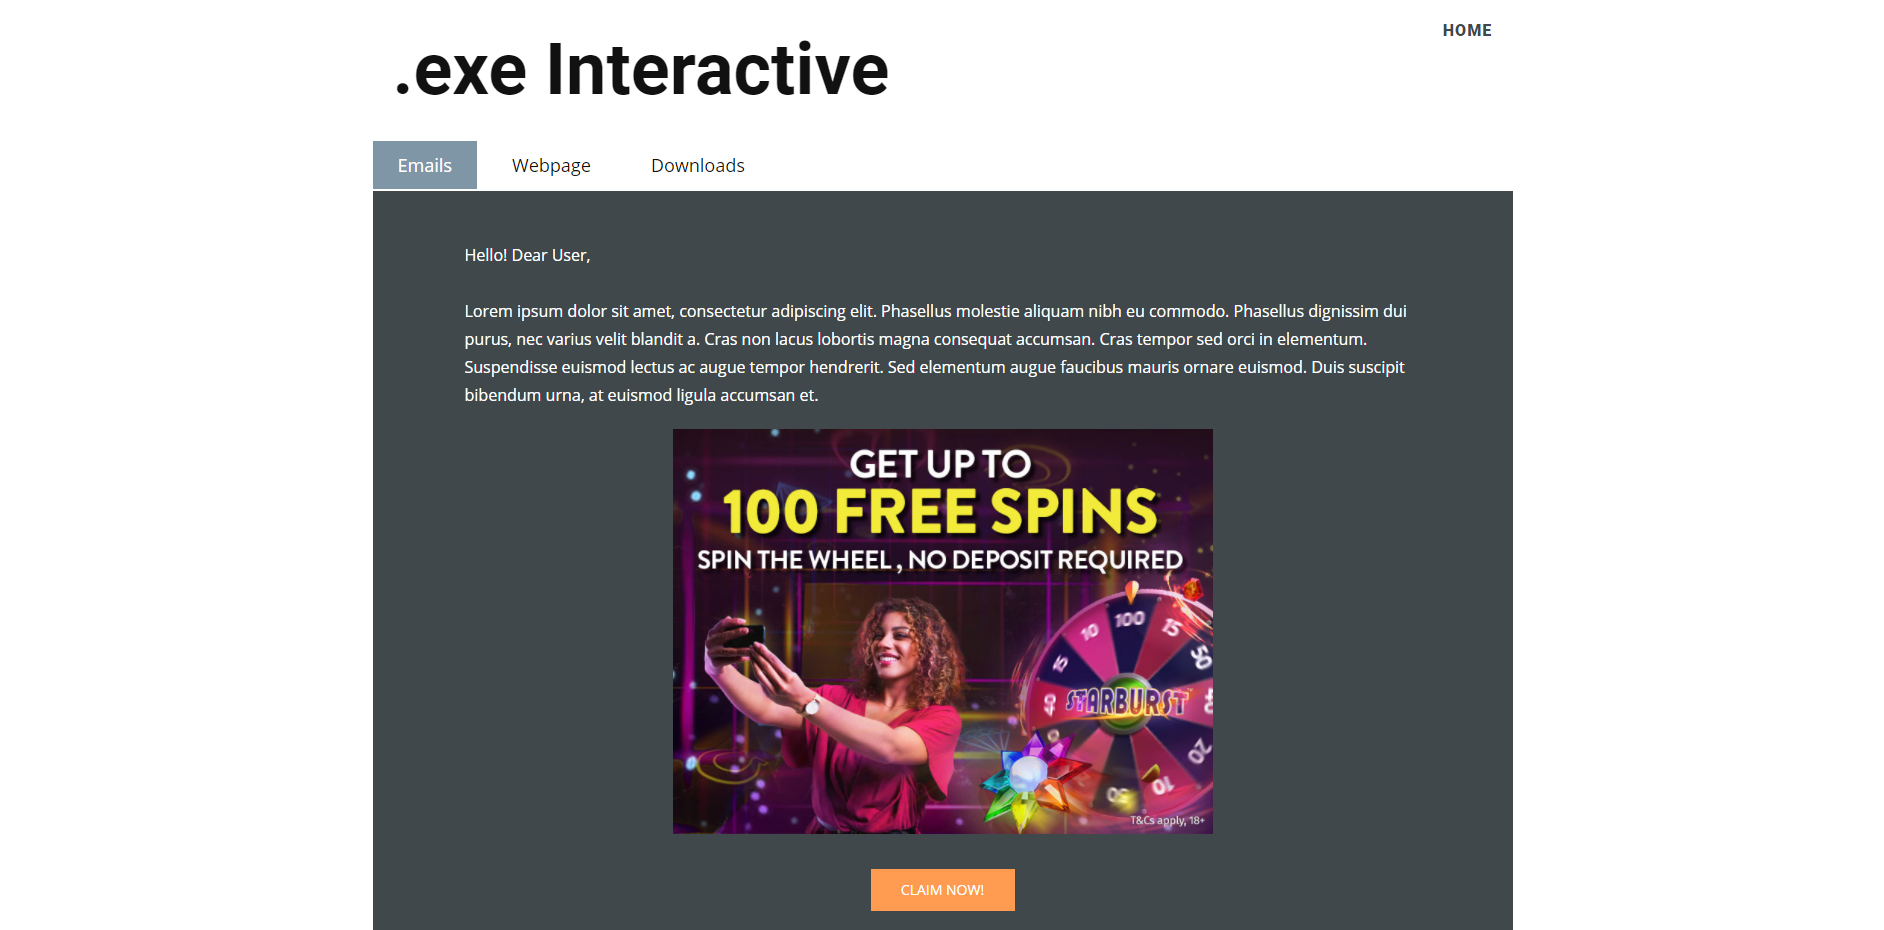 HOME
.exe Interactive
Emails Webpage Downloads
Hello! Dear User,
Lorem ipsum dolor sit amet, consectetur adipiscing elit. Phasellus molestie aliquam nibh eu commodo. Phasellus dignissim dui
purus, nec varius velit blandit a. Cras non lacus lobortis magna consequat accumsan. Cras tempor sed orci in elementum.
Suspendisse euismod lectus ac augue tempor hendrerit. Sed elementum augue faucibus mauris ornare euismod. Duis suscipit
bibendum urna, at euismod ligula accumsan et.
GET UP TO
100 FREE SPINS
SPIN THE WHEEL , NO DEPOSIT REQUIRED
10 100 15
50
STARBURST
20
10
50
T&Cs apply, 18+
CLAIM NOW!